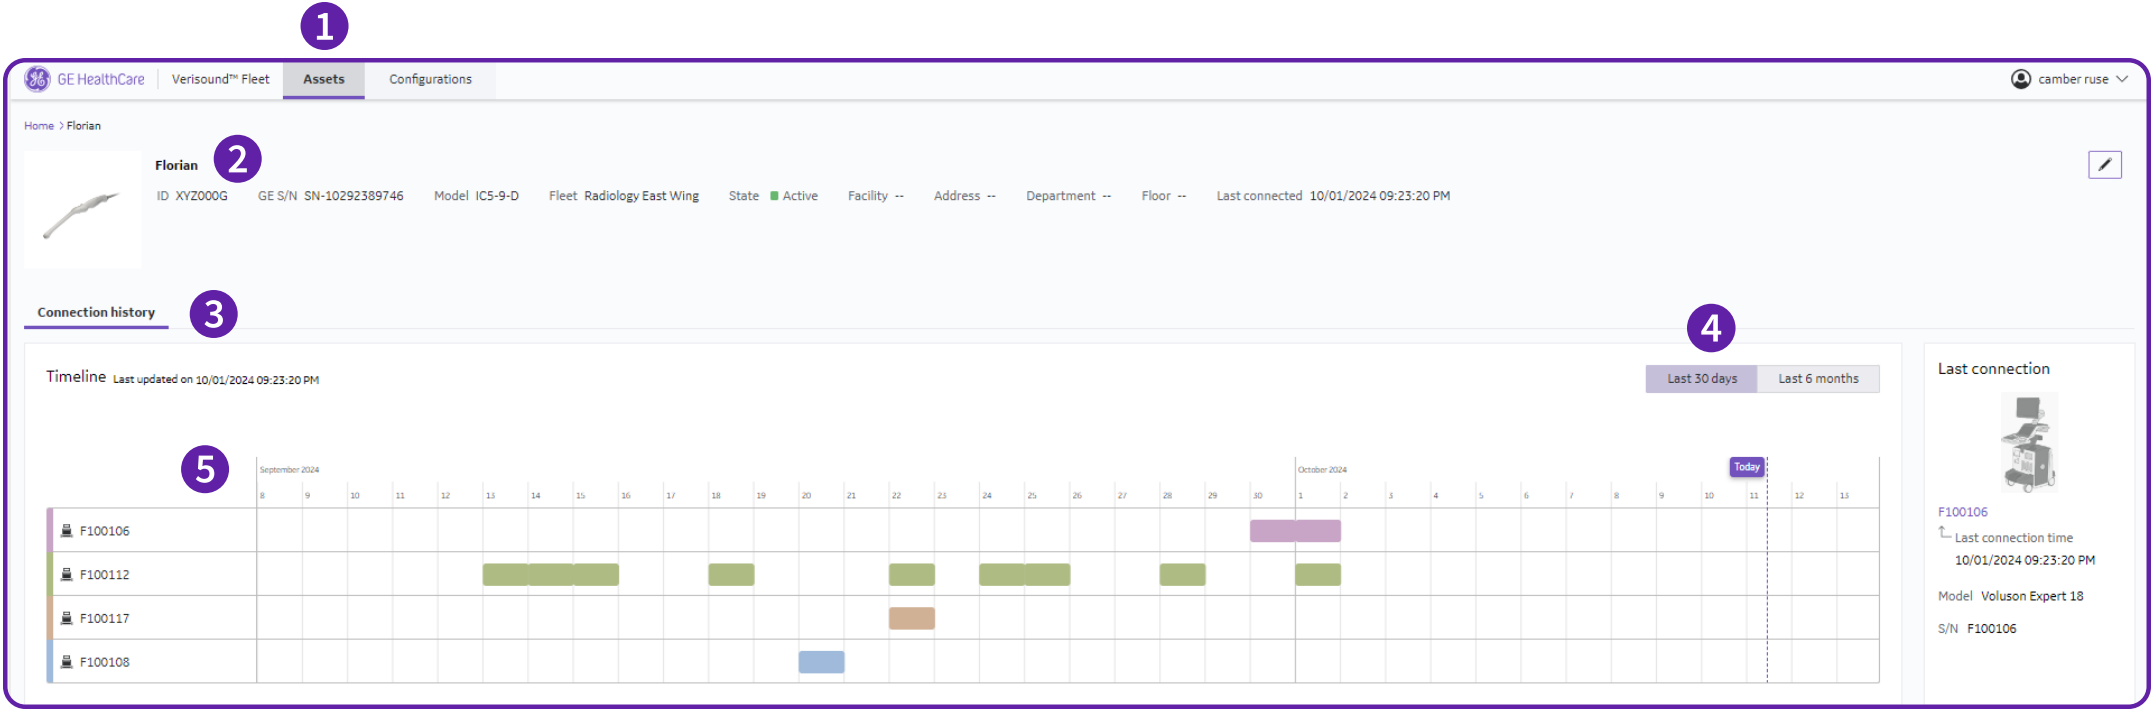 1
GE HealthCare Verisound™ Fleet Assets Configurations camber ruse
Home > Florian
Florian 2
ID XYZ000G GE S/N SN-10292389746 Model IC5-9-D Fleet Radiology East Wing State Active Facility -- Address -- Department -- Floor -- Last connected 10/01/2024 09:23:20 PM
Connection history 3
4
Timeline Last updated on 10/01/2024 09:23:20 PM Last 30 days Last 6 months
5
September 2024 October 2024 Today
8 9 10 11 12 13 14 15 16 17 18 19 20 21 22 23 24 25 26 27 28 29 30 1 2 3 4 5 6 7 8 9 10 11 12 13
F100106
F100112
F100117
F100108
Last connection
F100106
Last connection time
10/01/2024 09:23:20 PM
Model Voluson Expert 18
S/N F100106